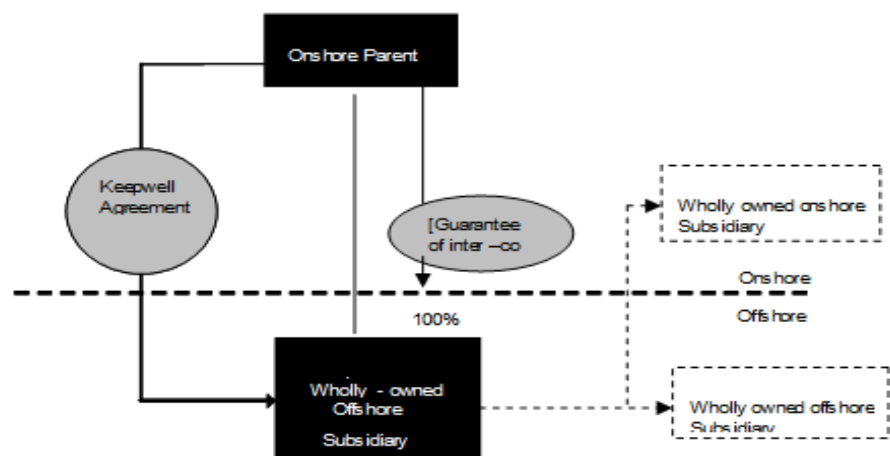 Onshore Parent
Keepwell
Agreement
[Guarantee
of inter –co
Wholly owned onshore
Subsidiary
Onshore
100%
Offshore
Wholly - owned
Offshore
Subsidiary
Wholly owned offshore
Subsidiary